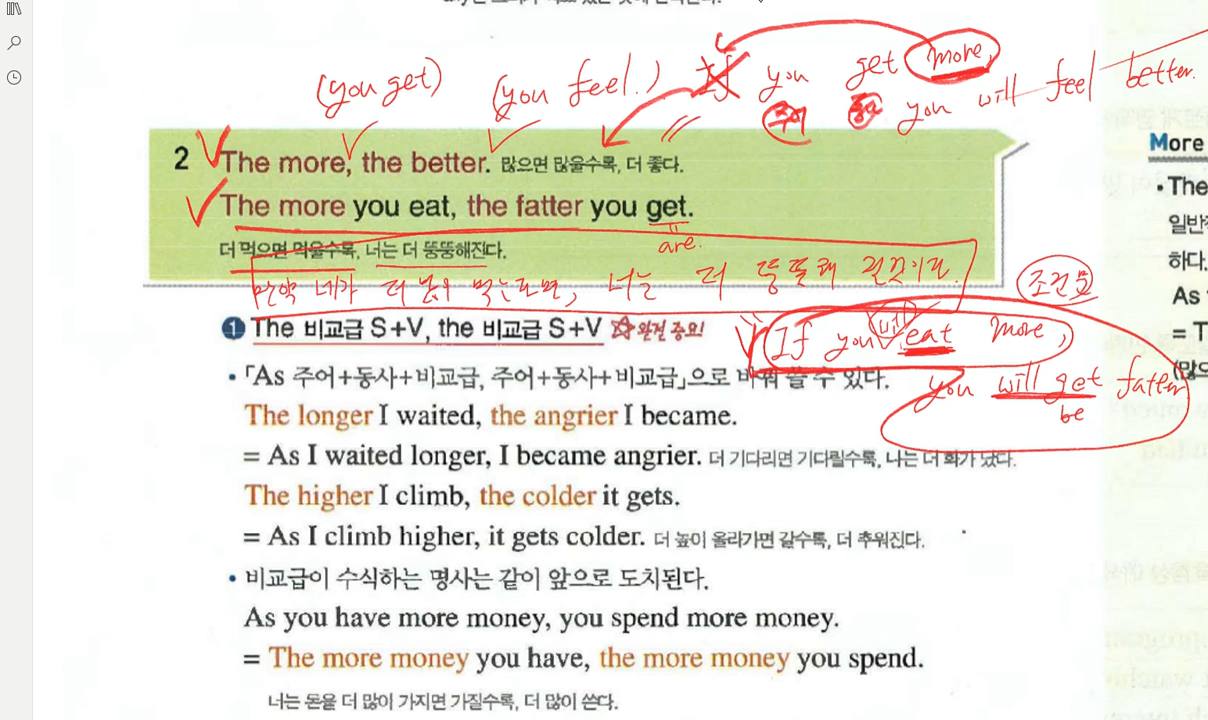 (you get) (you feel.) If you get more,
주어 동사 you will feel better.
2 The more, the better. 많으면 많을수록, 더 좋다.
The more you eat, the fatter you get.
are.
더 먹으면 먹을수록, 너는 더 뚱뚱해진다.
만약 네가 더 많이 먹는다면, 너는 더 뚱뚱해 질것이다.
조건문
① The 비교급 S+V, the 비교급 S+V ☆완전 중요!
If you eat more,
will
• 「As 주어+동사+비교급, 주어+동사+비교급」으로 바꿔 쓸 수 있다.
you will get fatter
be
The longer I waited, the angrier I became.
= As I waited longer, I became angrier. 더 기다리면 기다릴수록, 나는 더 화가 났다.
The higher I climb, the colder it gets.
= As I climb higher, it gets colder. 더 높이 올라가면 갈수록, 더 추워진다.
• 비교급이 수식하는 명사는 같이 앞으로 도치된다.
As you have more money, you spend more money.
= The more money you have, the more money you spend.
너는 돈을 더 많이 가지면 가질수록, 더 많이 쓴다.
More
• The
하다.
As